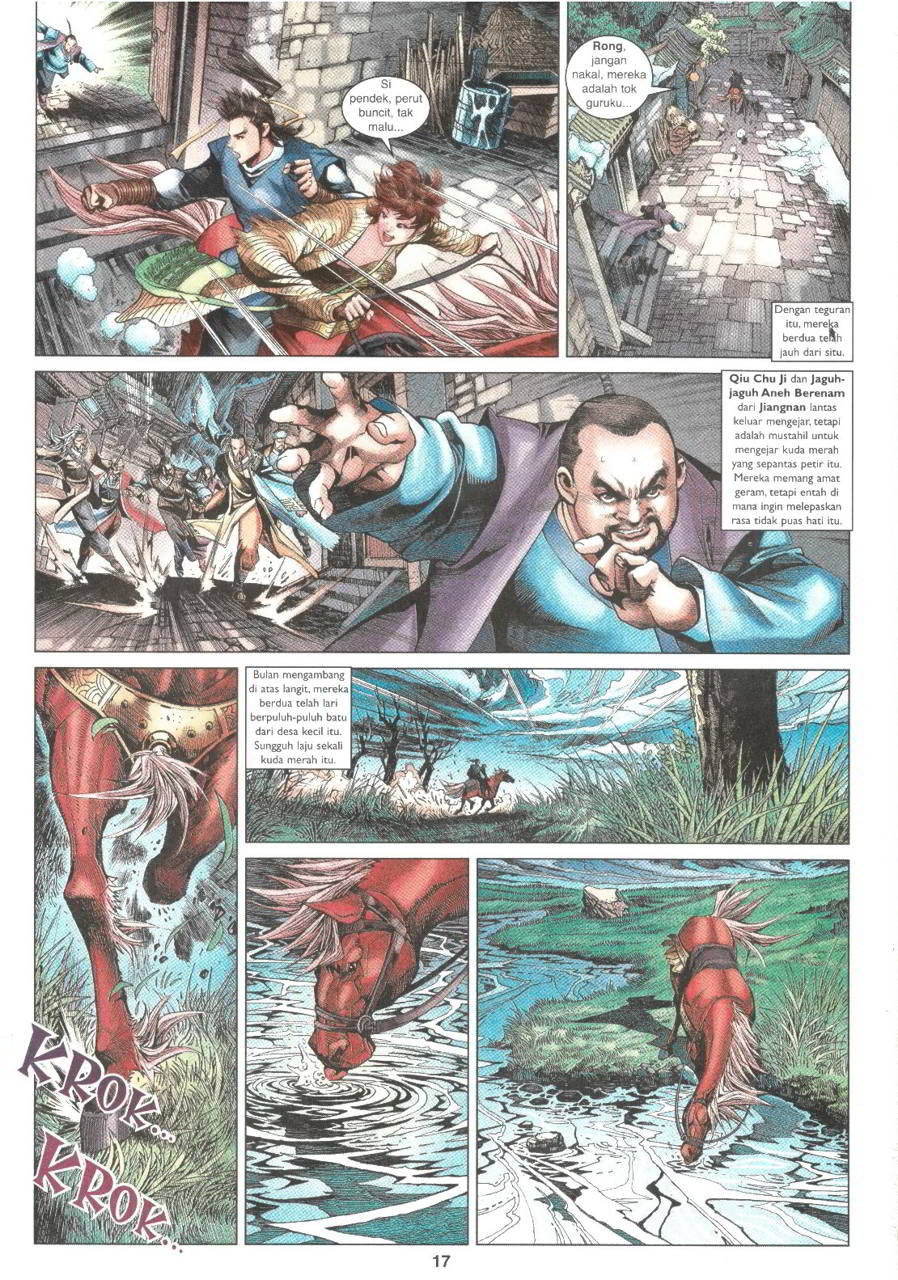 Si
pendek, perut
buncit, tak
malu...
Rong,
jangan
nakal, mereka
adalah tok
guruku...
Dengan teguran
itu, mereka
berdua telah
jauh dari situ.
Qiu Chu Ji dan Jaguh-
jaguh Aneh Berenam
dari Jiangnan lantas
keluar mengejar, tetapi
adalah mustahil untuk
mengejar kuda merah
yang sepantas petir itu.
Mereka memang amat
geram, tetapi entah di
mana ingin melepaskan
rasa tidak puas hati itu.
Bulan mengambang
di atas langit, mereka
berdua telah lari
berpuluh-puluh batu
dari desa kecil itu.
Sungguh laju sekali
kuda merah itu.
KROK...
KROK...
17